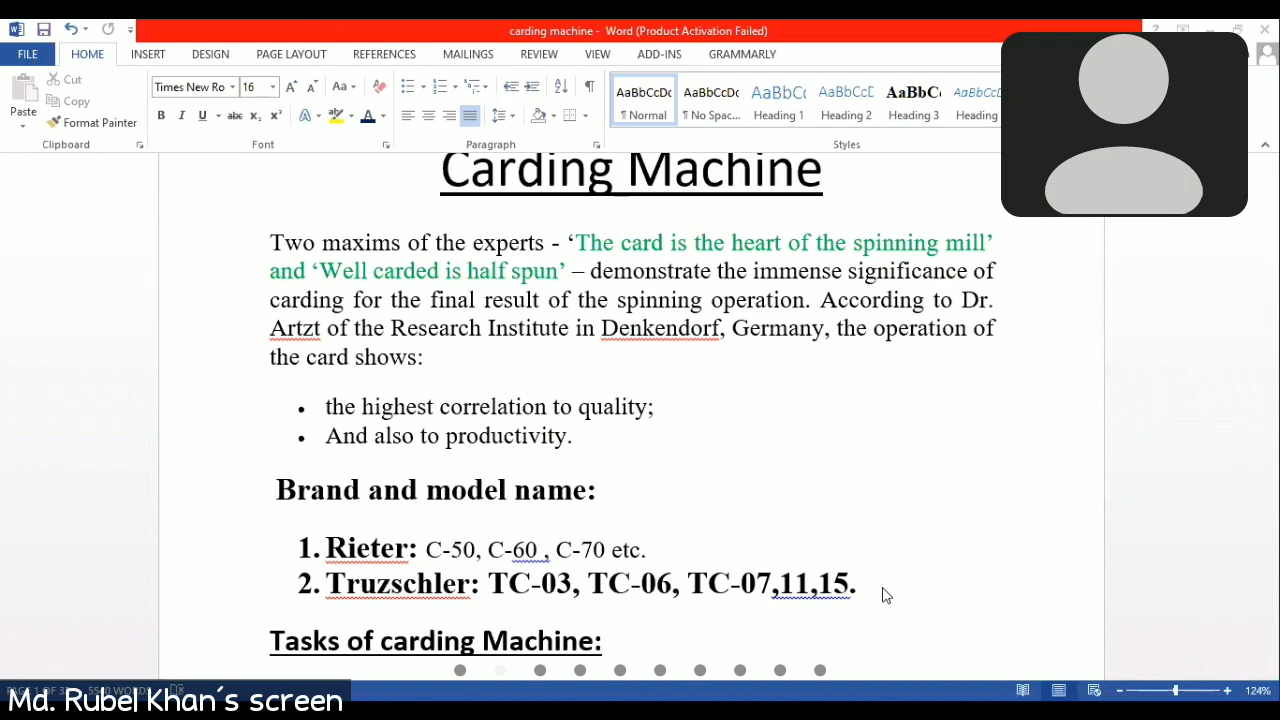 carding machine - Word (Product Activation Failed)
FILE HOME INSERT DESIGN PAGE LAYOUT REFERENCES MAILINGS REVIEW VIEW ADD-INS GRAMMARLY
Cut
Copy
Format Painter
Paste
Clipboard
Times New Ro 16
Font
Paragraph
AaBbCcDc AaBbCcDc AaBbCc AaBbCcD AaBbC AaBbCcD
¶ Normal ¶ No Spac... Heading 1 Heading 2 Heading 3 Heading
Styles
Carding Machine
Two maxims of the experts - ‘The card is the heart of the spinning mill’
and ‘Well carded is half spun’ – demonstrate the immense significance of
carding for the final result of the spinning operation. According to Dr.
Artzt of the Research Institute in Denkendorf, Germany, the operation of
the card shows:
• the highest correlation to quality;
• And also to productivity.
Brand and model name:
1. Rieter: C-50, C-60 , C-70 etc.
2. Truzschler: TC-03, TC-06, TC-07,11,15.
Tasks of carding Machine:
Md. Rubel Khan´s screen
124%